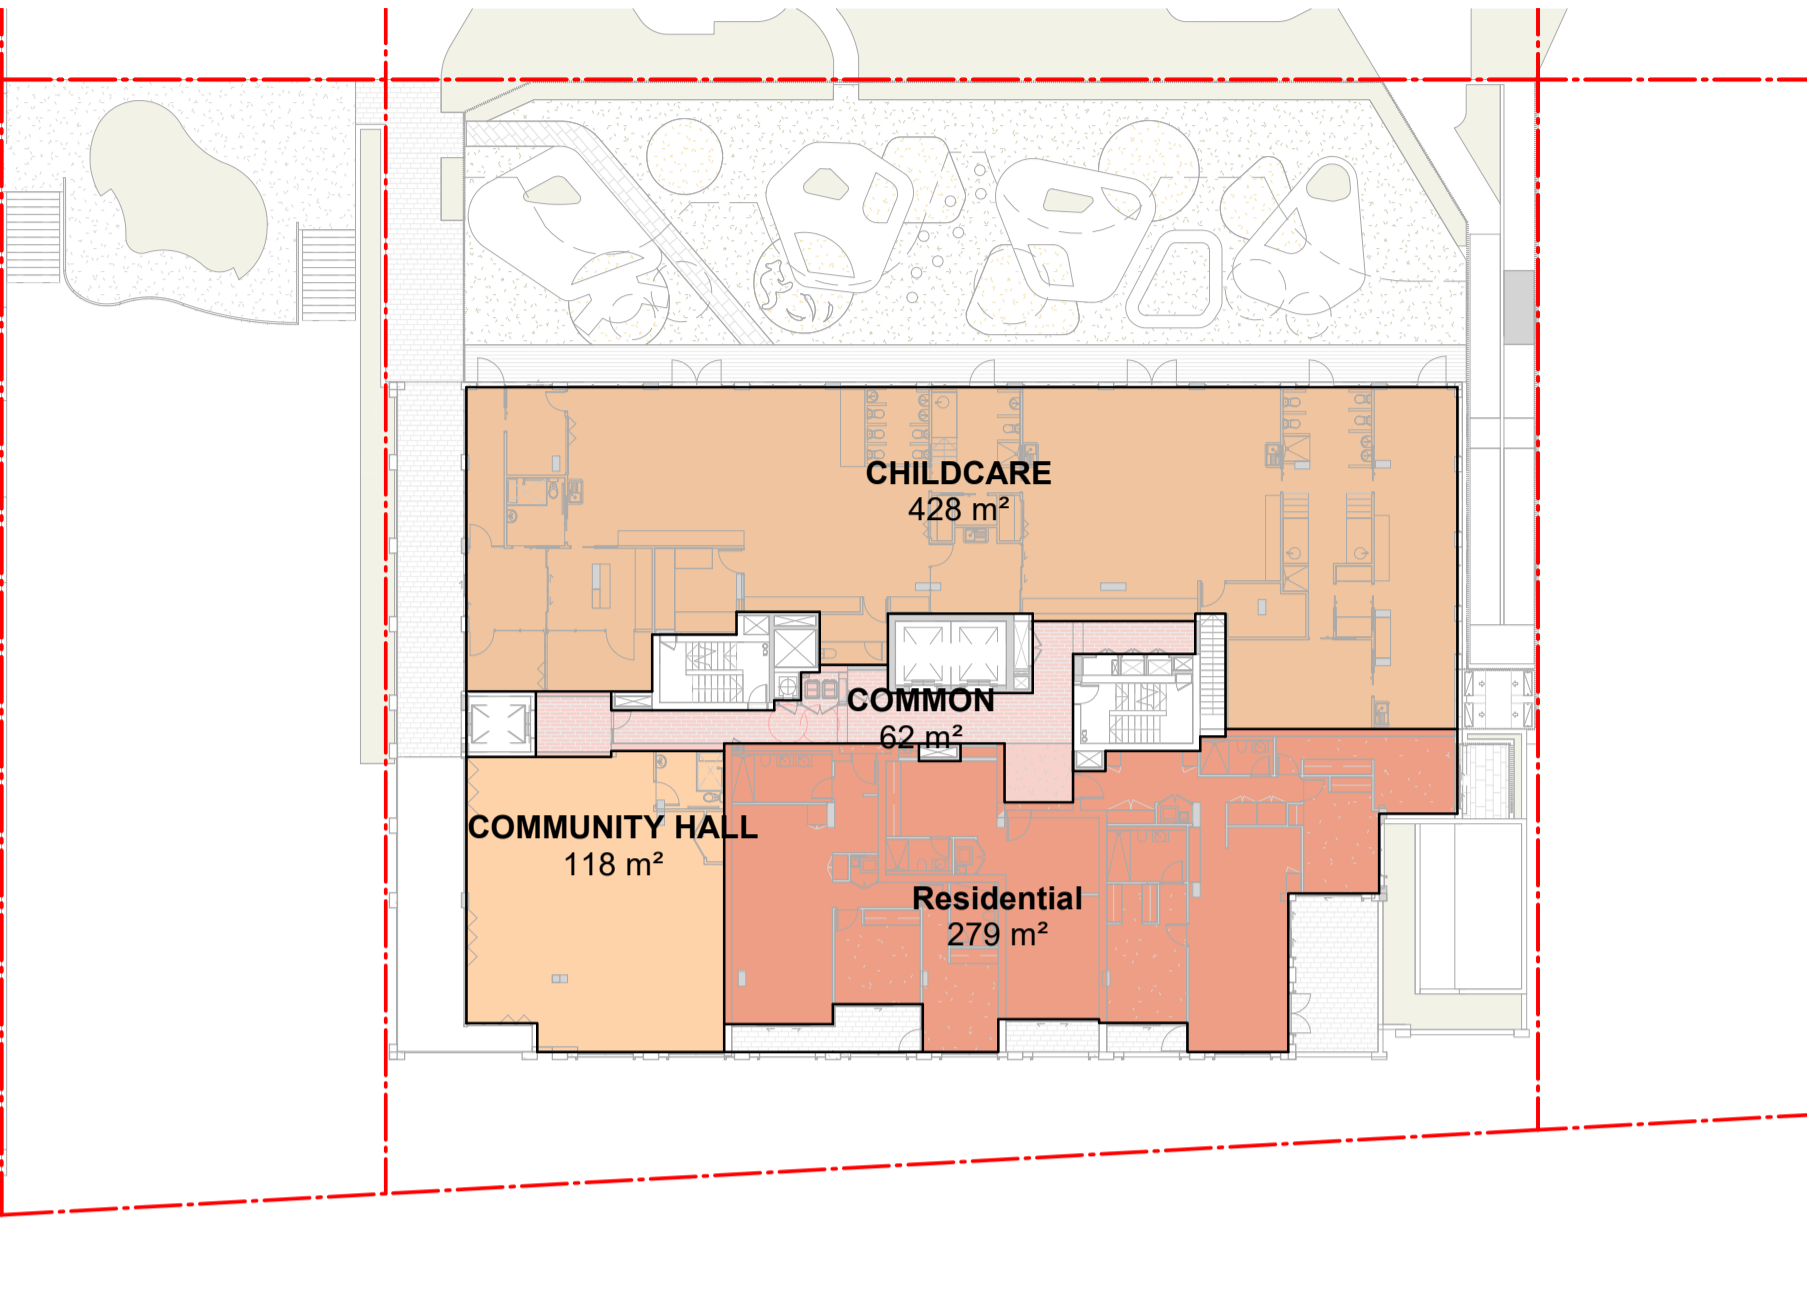 CHILDCARE
428 m²
COMMON
62 m²
COMMUNITY HALL
118 m²
Residential
279 m²